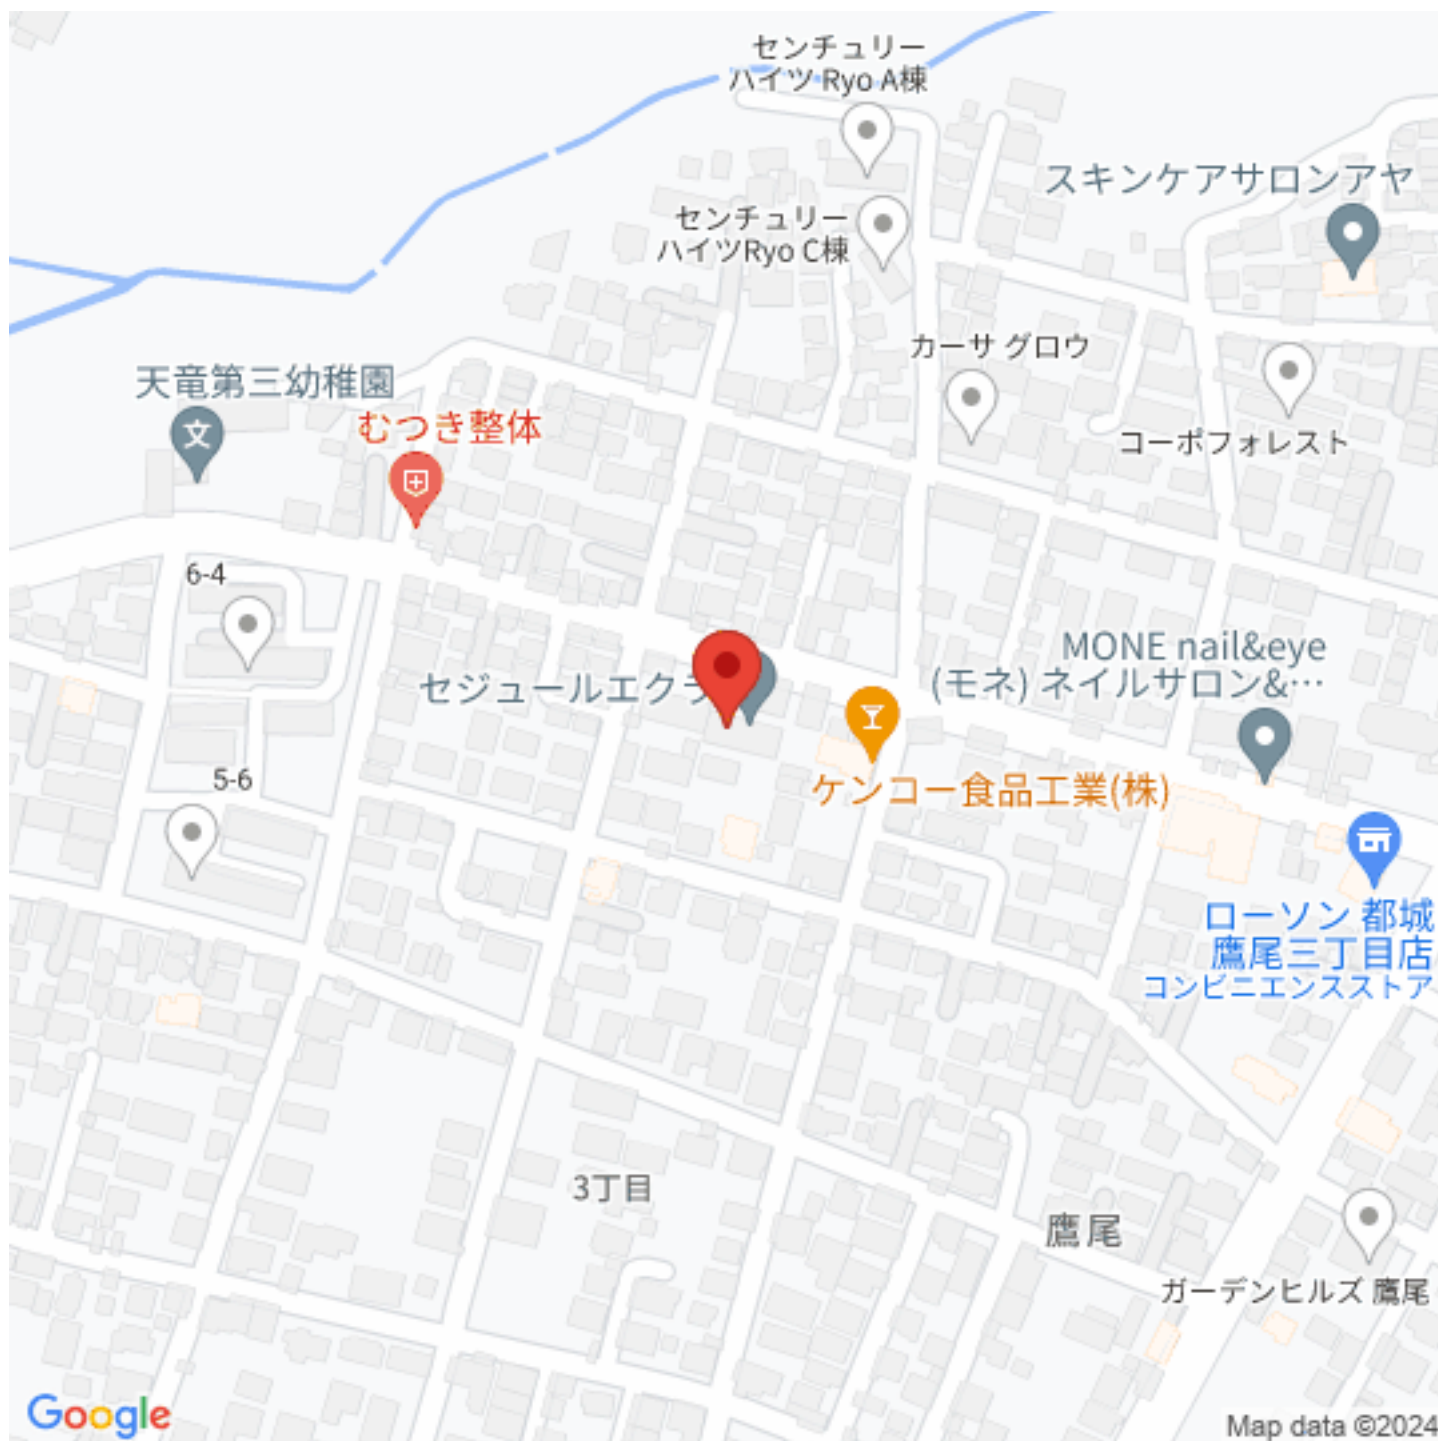 センチュリー
ハイツ Ryo A棟
スキンケアサロンアヤ
センチュリー
ハイツRyo C棟
カーサ グロウ
天竜第三幼稚園
文
むつき整体
コーポフォレスト
6-4
MONE nail&eye
(モネ) ネイルサロン&…
セジュールエクラ
5-6
ケンコー食品工業(株)
ローソン 都城
鷹尾三丁目店
コンビニエンスストア
3丁目
鷹尾
ガーデンヒルズ 鷹尾
Google
Map data ©2024